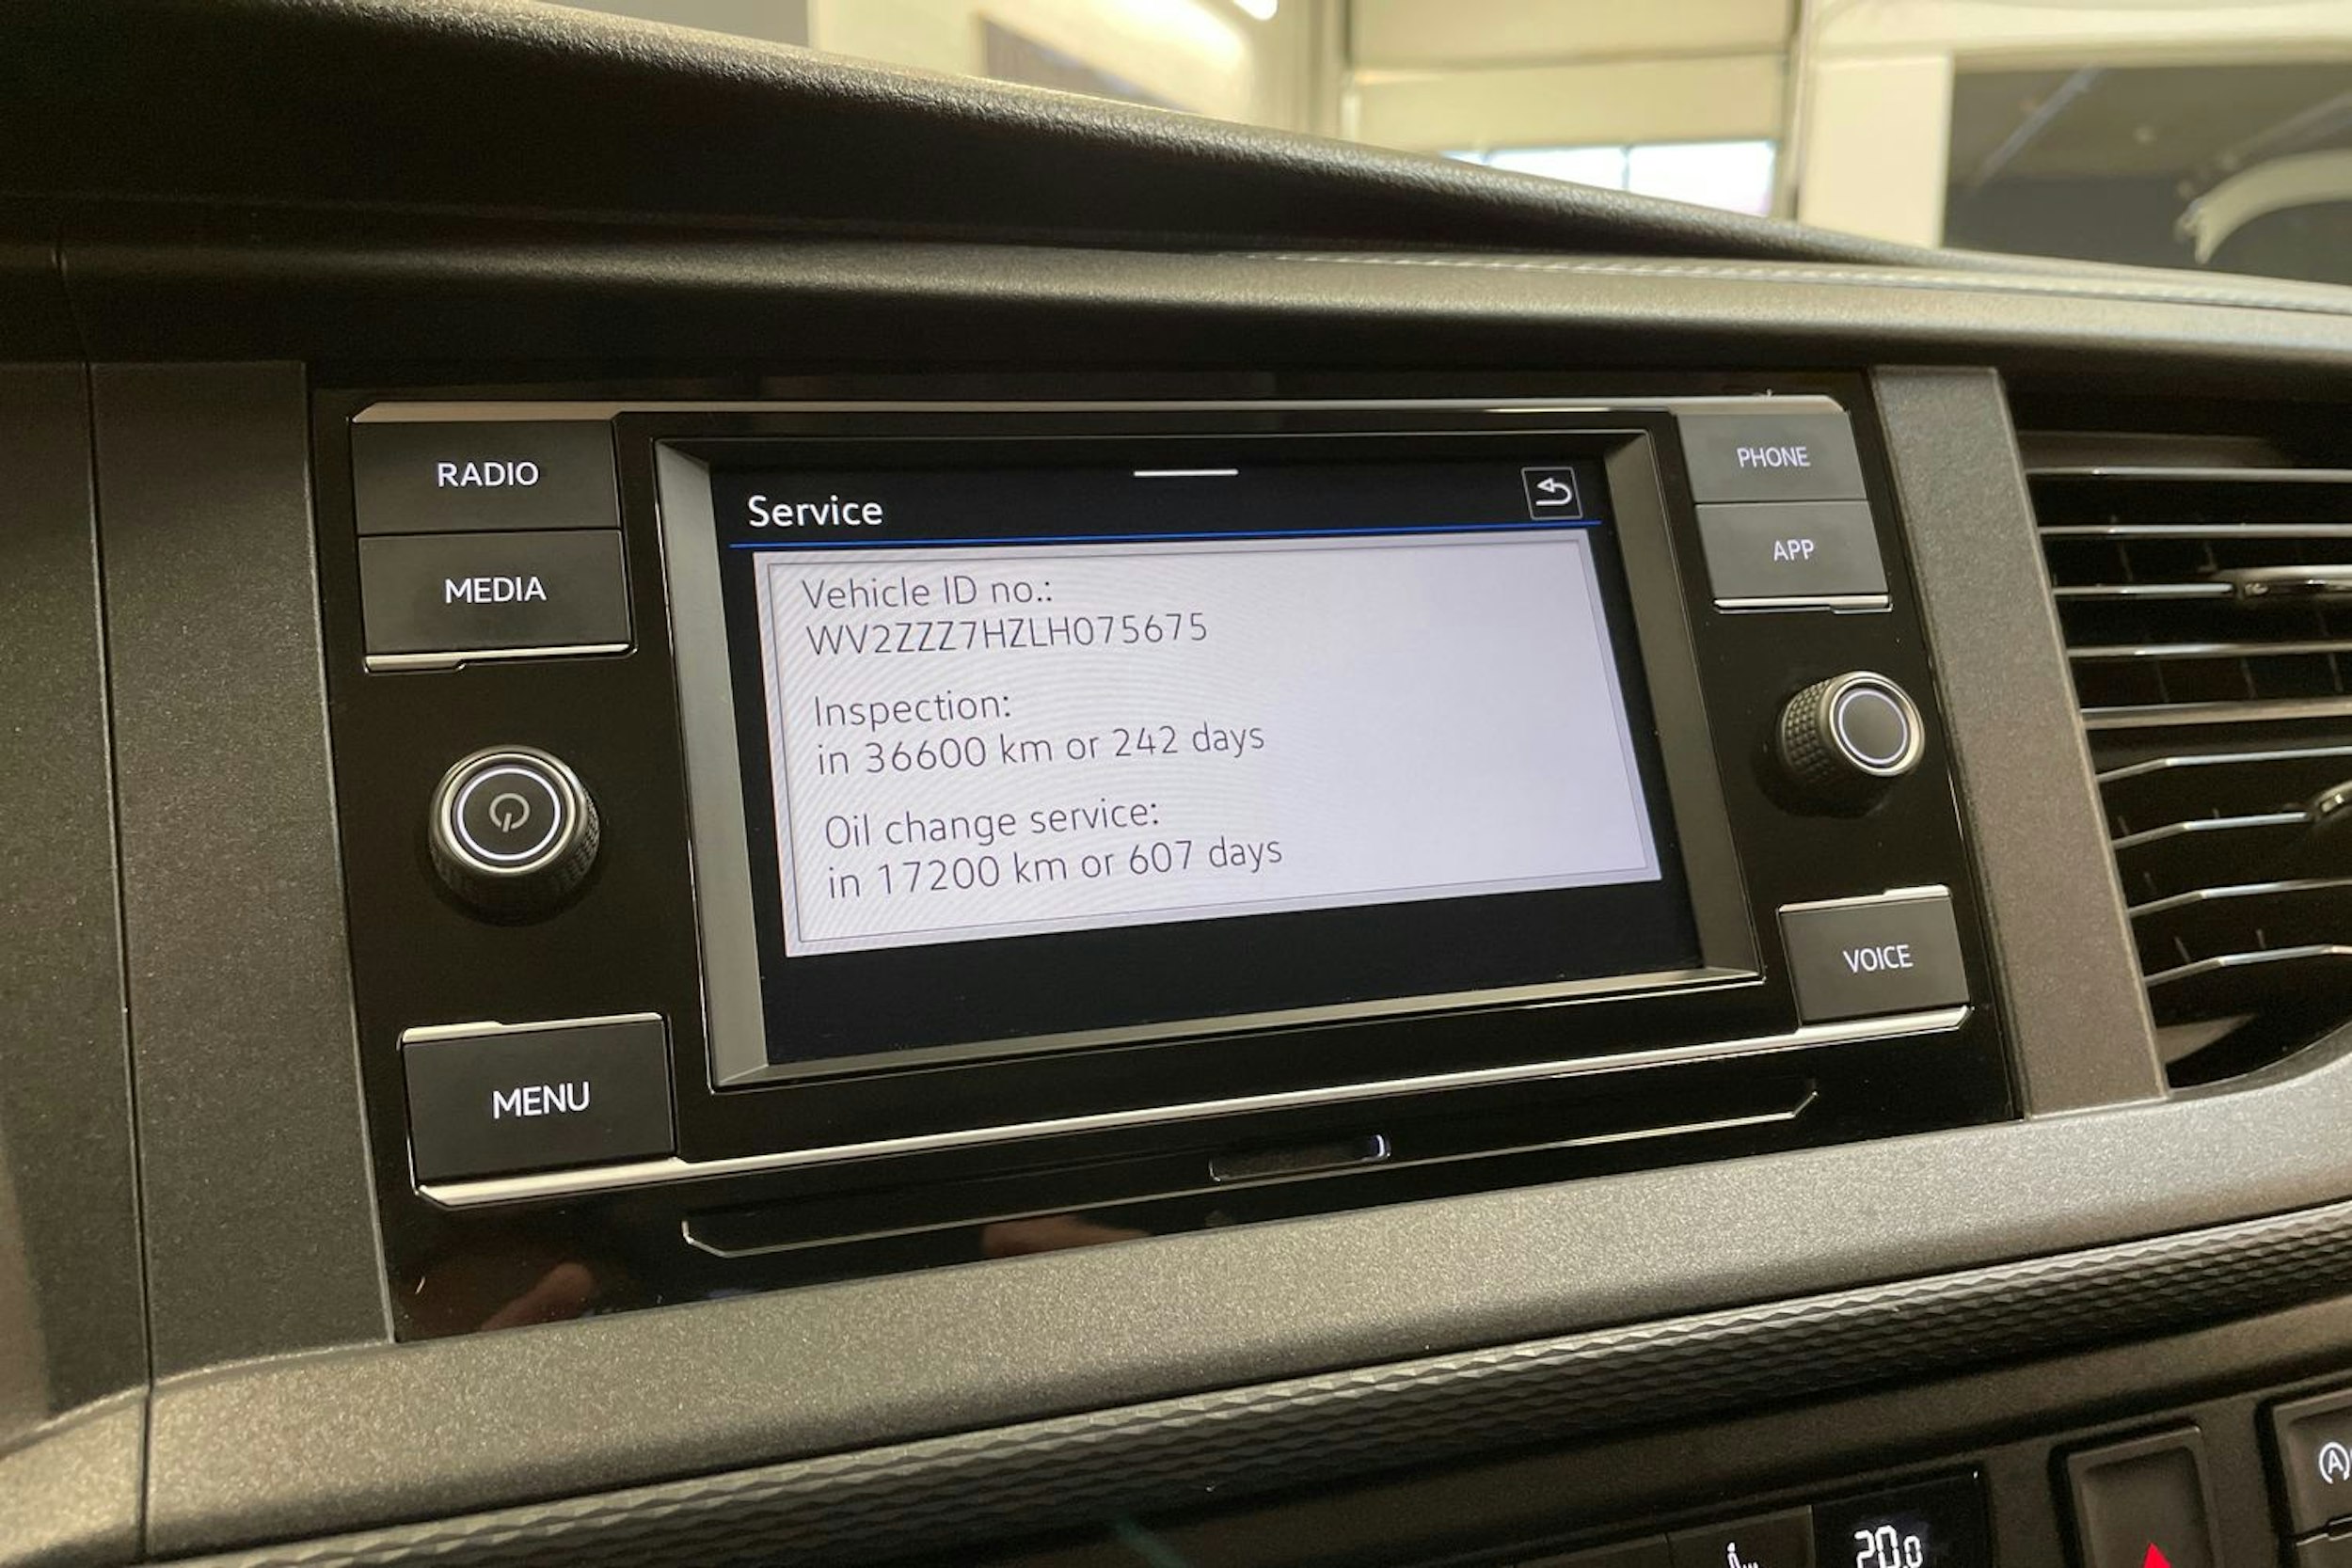 RADIO
MEDIA
MENU
Service
Vehicle ID no.:
WV2ZZZ7HZLH075675
Inspection:
in 36600 km or 242 days
Oil change service:
in 17200 km or 607 days
PHONE
APP
VOICE
20.0
A